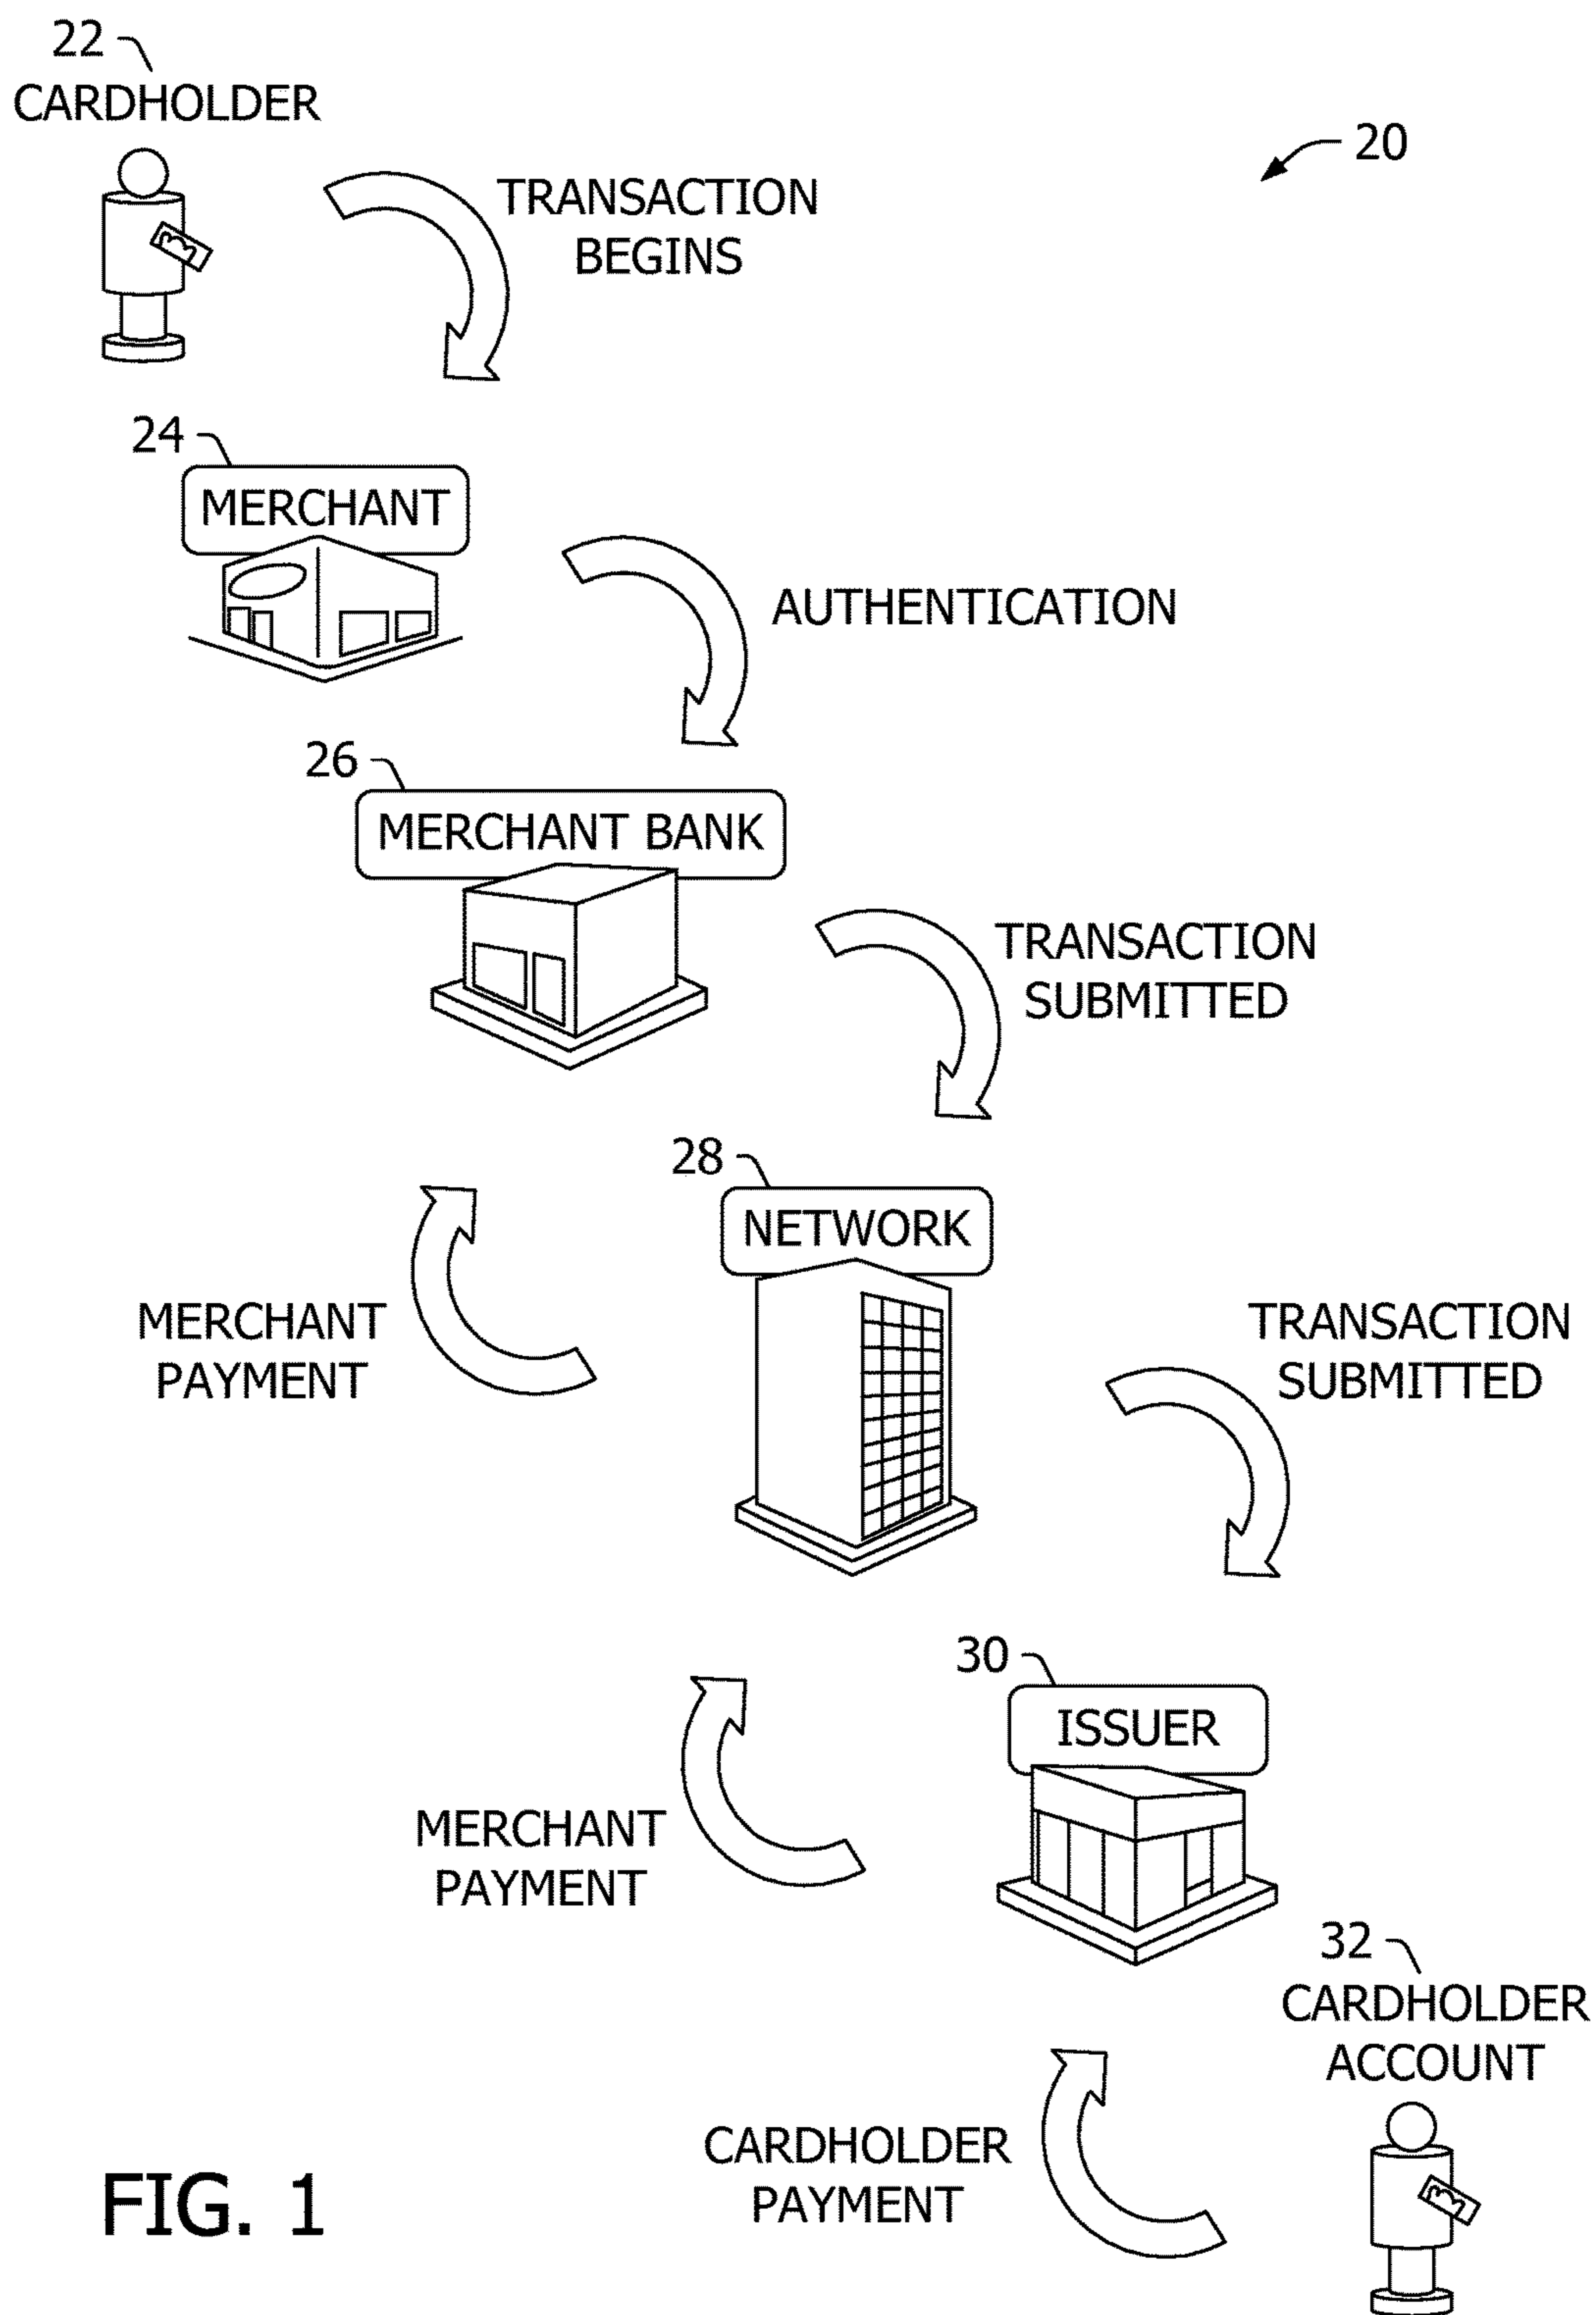 22
CARDHOLDER
20
TRANSACTION
BEGINS
24
MERCHANT
AUTHENTICATION
26
MERCHANT BANK
TRANSACTION
SUBMITTED
28
NETWORK
MERCHANT
PAYMENT
TRANSACTION
SUBMITTED
30
ISSUER
MERCHANT
PAYMENT
32
CARDHOLDER
ACCOUNT
CARDHOLDER
PAYMENT
FIG. 1